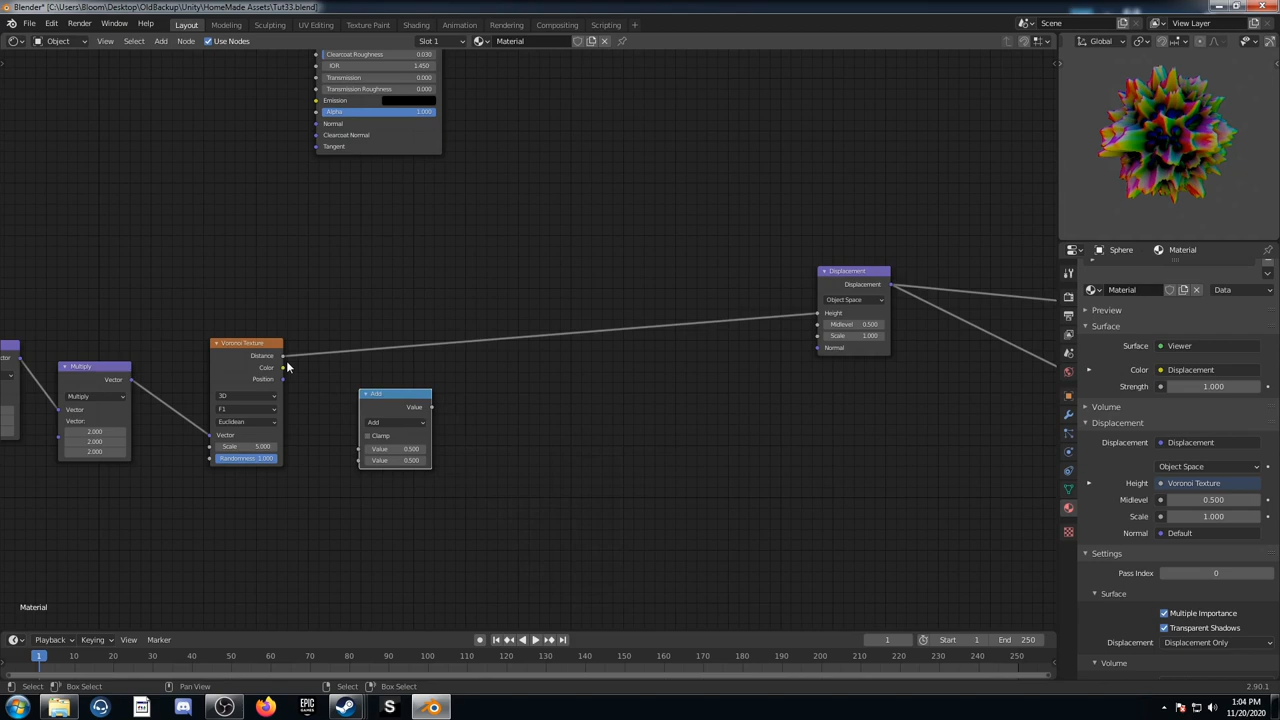 Blender* [C:\Users\Bloom\Desktop\OldBackup\Unity\HomeMade Assets\Tut33.blend]
File Edit Render Window Help Layout Modeling Sculpting UV Editing Texture Paint Shading Animation Rendering Compositing Scripting + Scene View Layer
Object View Select Add Node Use Nodes Slot 1 Material Global
Clearcoat Roughness 0.030
IOR 1.450
Transmission 0.000
Transmission Roughness 0.000
Emission
Alpha 1.000
Normal
Clearcoat Normal
Tangent
Sphere Material
Displacement
Displacement
Object Space
Height
Midlevel 0.500
Scale 1.000
Normal
Voronoi Texture
Distance
Color
Position
3D
F1
Euclidean
Vector
Scale 5.000
Randomness 1.000
Multiply
Vector
Multiply
Vector
Vector:
2.000
2.000
2.000
Add
Value
Add
Clamp
Value 0.500
Value 0.500
Material Data
Preview
Surface
Surface Viewer
Color Displacement
Strength 1.000
Volume
Displacement
Displacement Displacement
Object Space
Height Voronoi Texture
Midlevel 0.500
Scale 1.000
Normal Default
Settings
Pass Index 0
Surface
Multiple Importance
Transparent Shadows
Displacement Displacement Only
Volume
Material
Playback Keying View Marker 1 Start 1 End 250
1 10 20 30 40 50 60 70 80 90 100 110 120 130 140 150 160 170 180 190 200 210 220 230 240 250
Select Box Select Pan View Select Box Select 2.90.1
EPIC GAMES S 1:04 PM
11/20/2020